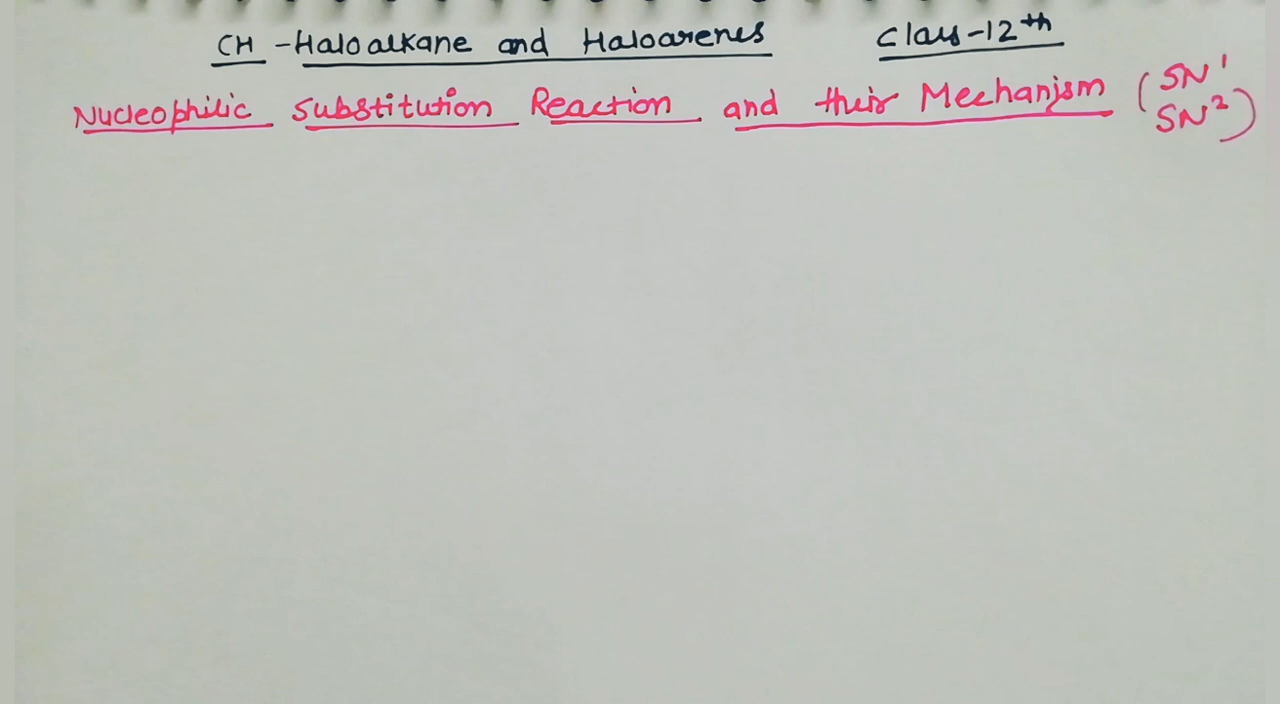 CH - Haloalkane and Haloarenes Class-12th
Nucleophilic Substitution Reaction and their Mechanism (SN1
SN2)